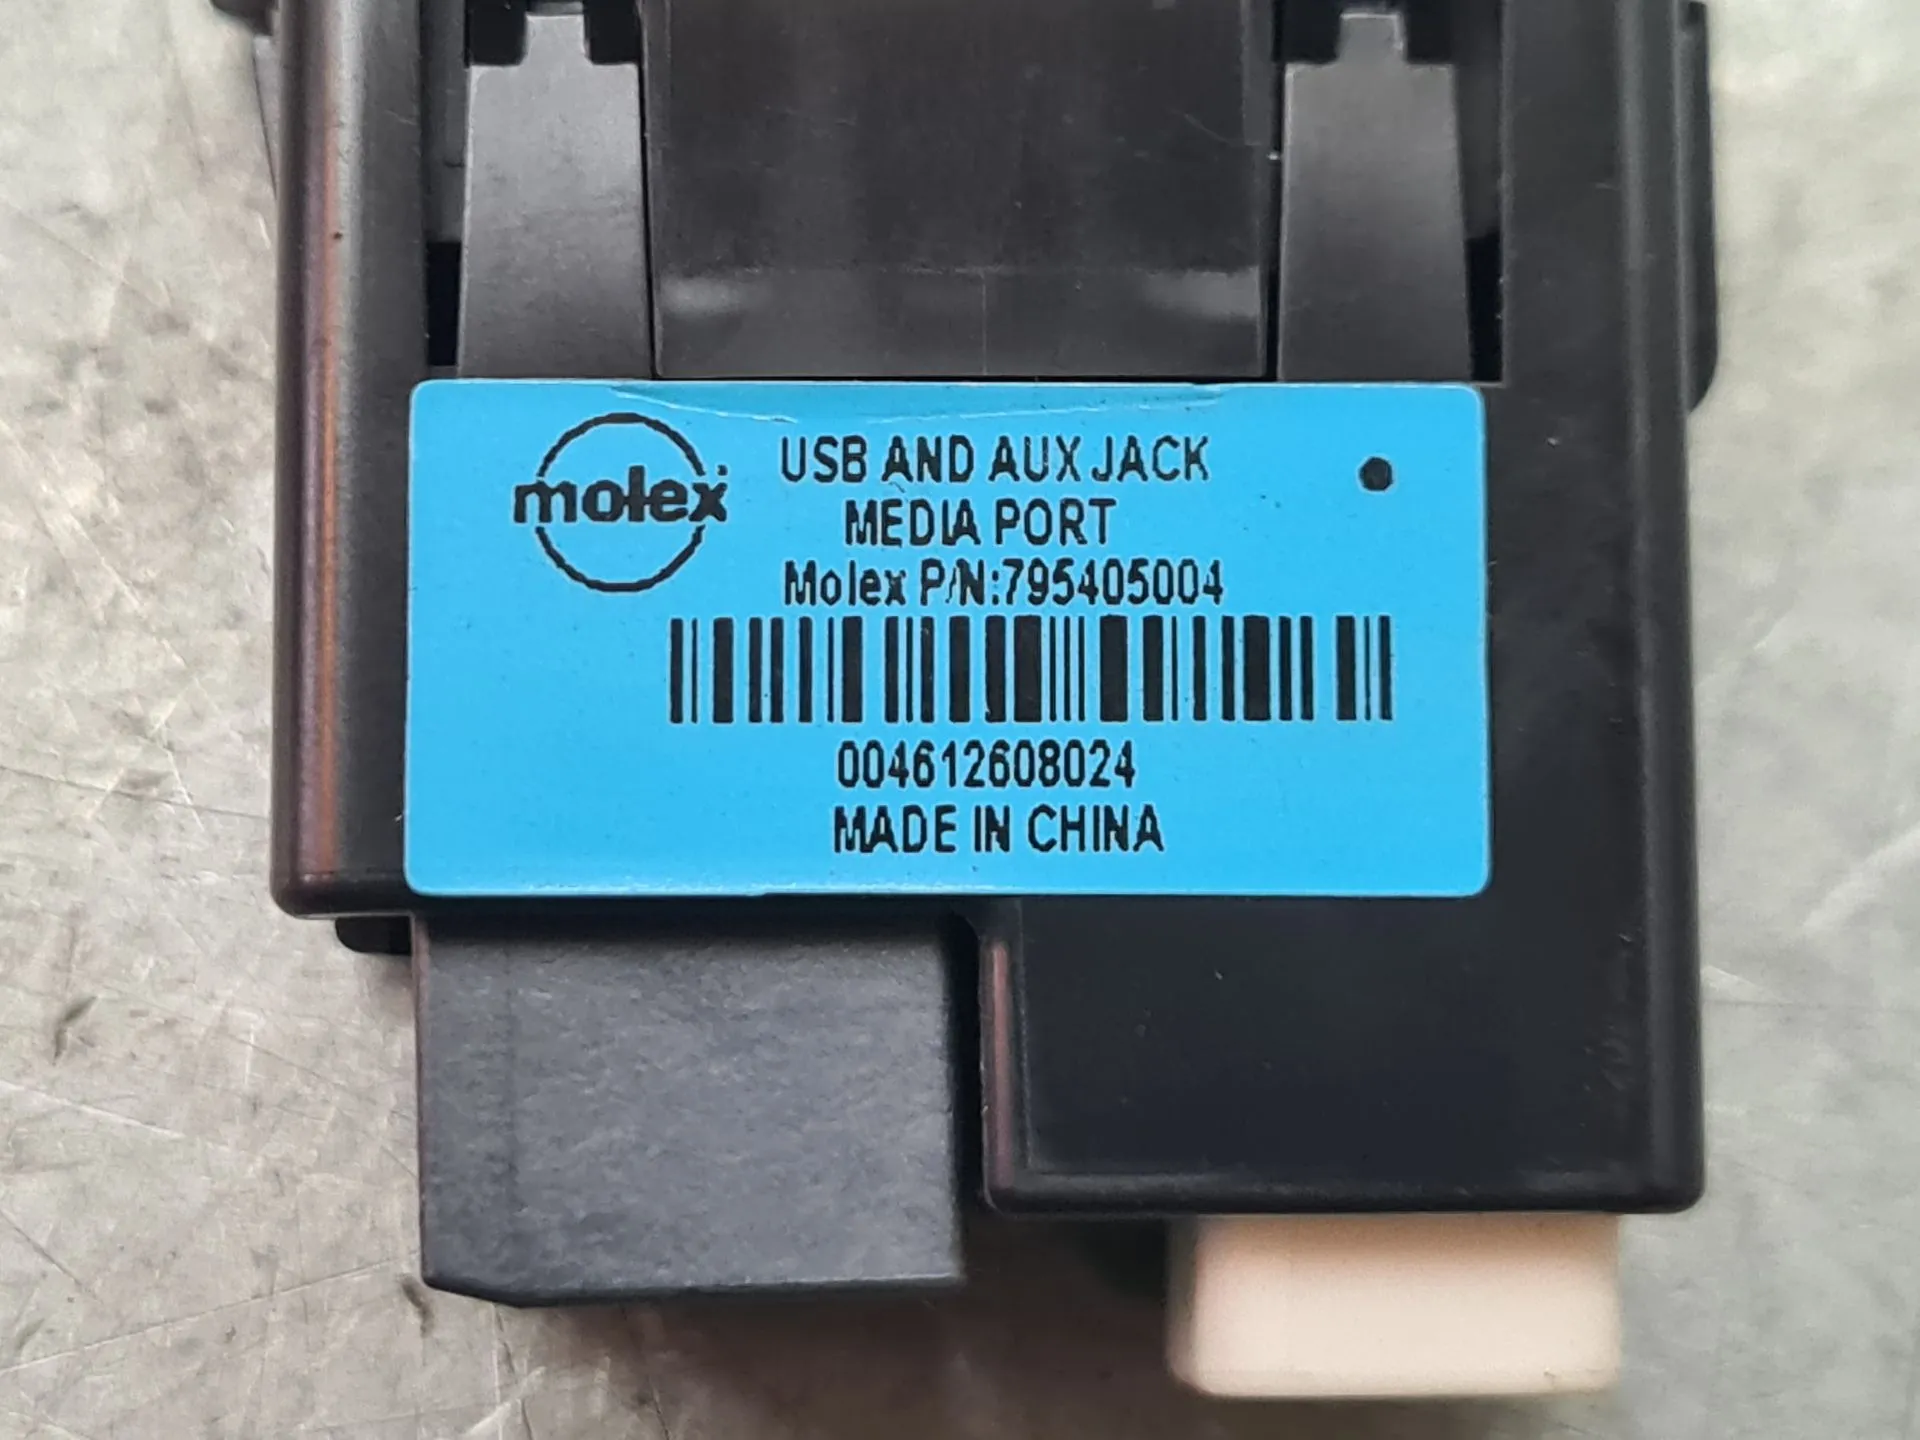 molex
USB AND AUX JACK
MEDIA PORT
Molex P/N:795405004
004612608024
MADE IN CHINA